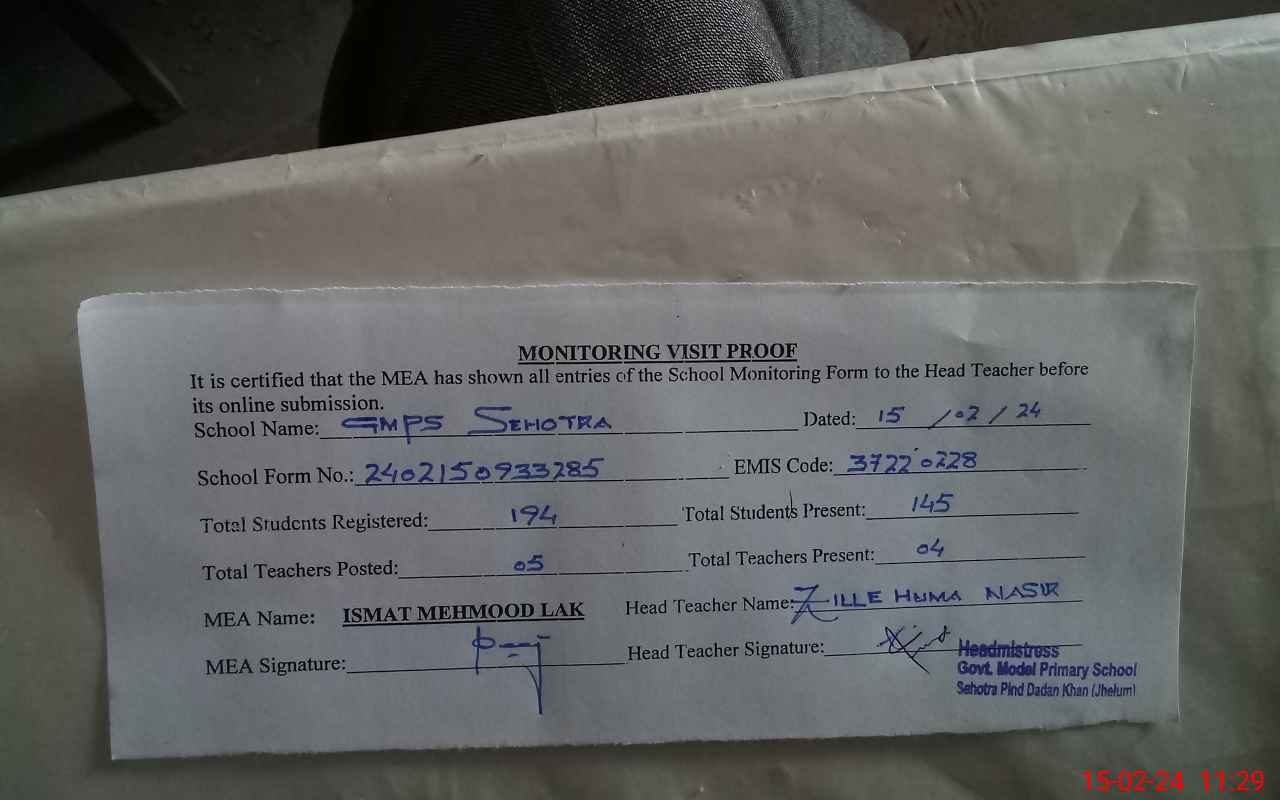 MONITORING VISIT PROOF
It is certified that the MEA has shown all entries of the School Monitoring Form to the Head Teacher before
its online submission.
School Name: GMPS SEHOTRA Dated: 15 / 02 / 24
School Form No.: 2402150933285 EMIS Code: 37220228
Total Students Registered: 194 Total Students Present: 145
Total Teachers Posted: 05 Total Teachers Present: 04
MEA Name: ISMAT MEHMOOD LAK Head Teacher Name: ZILLE HUMA NASIR
MEA Signature: Head Teacher Signature:
Headmistress
Govt. Model Primary School
Sehotra Pind Dadan Khan (Jhelum)
15-02-24 11:29